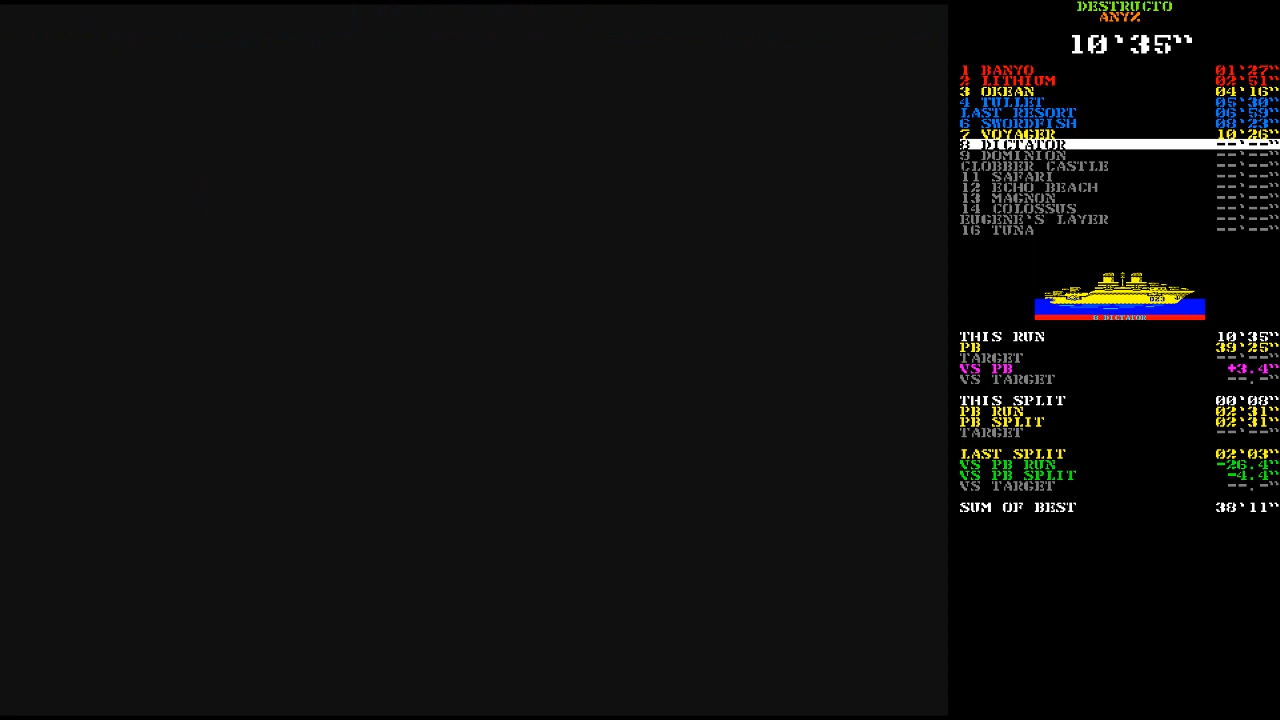 DESTRUCTO
ANY%
10'35"
1 BANYO 01'27"
2 LITHIUM 02'51"
3 OKEAN 04'16"
4 TULLET 05'30"
LAST RESORT 06'59"
6 SWORDFISH 08'23"
7 VOYAGER 10'26"
8 DICTATOR --'--"
9 DOMINION --'--"
CLOBBER CASTLE --'--"
11 SAFARI --'--"
12 ECHO BEACH --'--"
13 MAGNON --'--"
14 COLOSSUS --'--"
EUGENE'S LAYER --'--"
16 TUNA --'--"
D23
8 DICTATOR
THIS RUN 10'35"
PB 39'25"
TARGET --'--"
VS PB +3.4"
VS TARGET --.-"
THIS SPLIT 00'08"
PB RUN 02'31"
PB SPLIT 02'31"
TARGET --'--"
LAST SPLIT 02'03"
VS PB RUN -26.4"
VS PB SPLIT -4.4"
VS TARGET --.-"
SUM OF BEST 38'11"